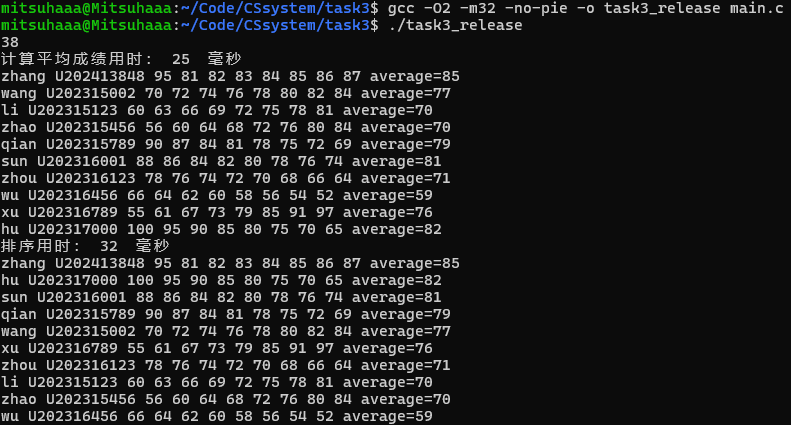 mitsuhaaa@Mitsuhaaa:~/Code/CSsystem/task3$ gcc -O2 -m32 -no-pie -o task3_release main.c
mitsuhaaa@Mitsuhaaa:~/Code/CSsystem/task3$ ./task3_release
38
计算平均成绩用时: 25 毫秒
zhang U202413848 95 81 82 83 84 85 86 87 average=85
wang U202315002 70 72 74 76 78 80 82 84 average=77
li U202315123 60 63 66 69 72 75 78 81 average=70
zhao U202315456 56 60 64 68 72 76 80 84 average=70
qian U202315789 90 87 84 81 78 75 72 69 average=79
sun U202316001 88 86 84 82 80 78 76 74 average=81
zhou U202316123 78 76 74 72 70 68 66 64 average=71
wu U202316456 66 64 62 60 58 56 54 52 average=59
xu U202316789 55 61 67 73 79 85 91 97 average=76
hu U202317000 100 95 90 85 80 75 70 65 average=82
排序用时: 32 毫秒
zhang U202413848 95 81 82 83 84 85 86 87 average=85
hu U202317000 100 95 90 85 80 75 70 65 average=82
sun U202316001 88 86 84 82 80 78 76 74 average=81
qian U202315789 90 87 84 81 78 75 72 69 average=79
wang U202315002 70 72 74 76 78 80 82 84 average=77
xu U202316789 55 61 67 73 79 85 91 97 average=76
zhou U202316123 78 76 74 72 70 68 66 64 average=71
li U202315123 60 63 66 69 72 75 78 81 average=70
zhao U202315456 56 60 64 68 72 76 80 84 average=70
wu U202316456 66 64 62 60 58 56 54 52 average=59